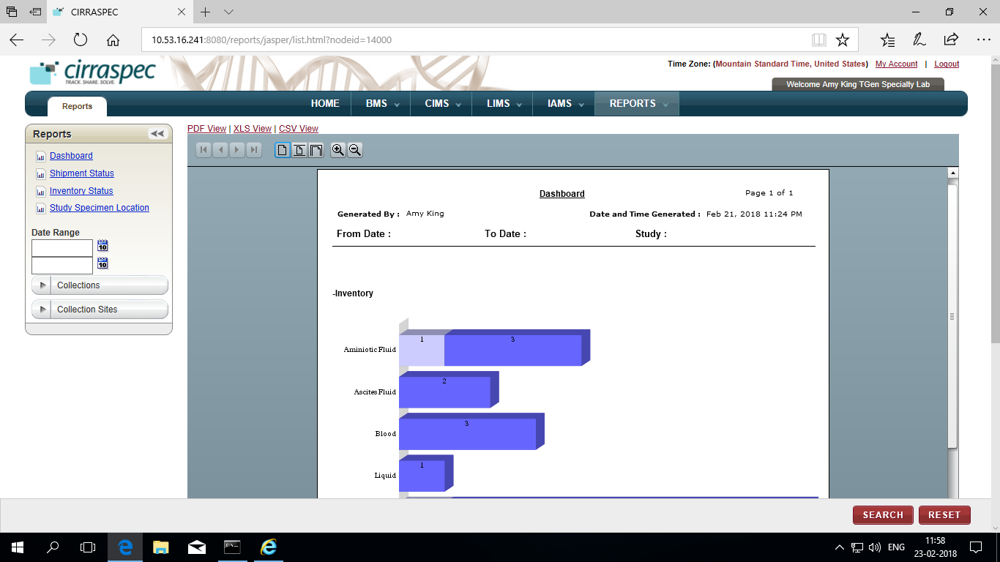 CIRRASPEC
10.53.16.241:8080/reports/jasper/list.html?nodeid=14000
cirraspec
TRACK. SHARE. SOLVE.
Time Zone: (Mountain Standard Time, United States) My Account | Logout
Welcome Amy King TGen Specialty Lab
Reports
HOME BMS CIMS LIMS IAMS REPORTS
Reports
Dashboard
Shipment Status
Inventory Status
Study Specimen Location
Date Range
10
10
Collections
Collection Sites
PDF View | XLS View | CSV View
Dashboard
Page 1 of 1
Generated By : Amy King
Date and Time Generated : Feb 21, 2018 11:24 PM
From Date : To Date : Study :
-Inventory
Aminiotic Fluid 1 3
Ascites Fluid 2
Blood 3
Liquid 1
SEARCH RESET
ENG
11:58
23-02-2018